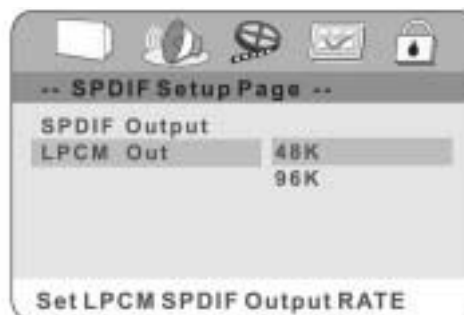 -- SPDIF Setup Page --
SPDIF Output
LPCM Out 48K
96K
Set LPCM SPDIF Output RATE